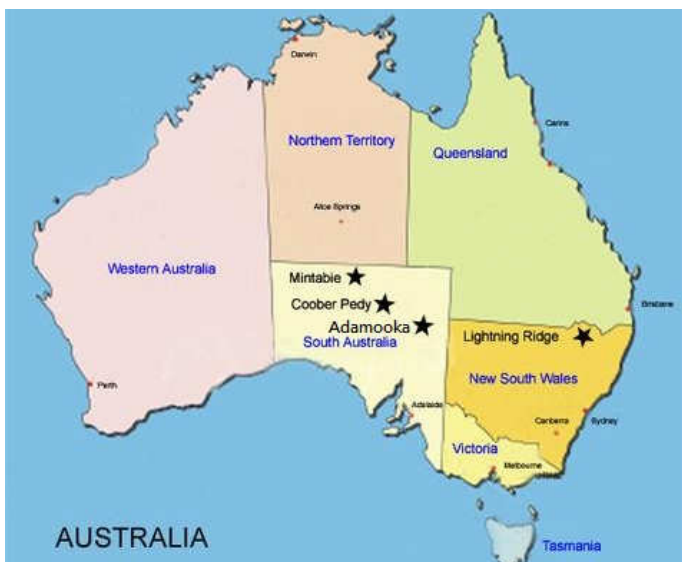 Darwin
Northern Territory
Cairns
Queensland
Alice Springs
Western Australia
Mintabie
Coober Pedy
Brisbane
Adamooka
Lightning Ridge
South Australia
New South Wales
Perth
Adelaide
Canberra
Sydney
Victoria
Melbourne
AUSTRALIA
Tasmania